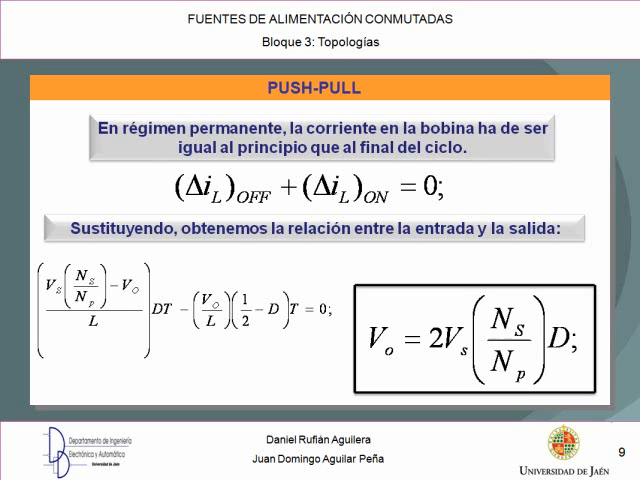 FUENTES DE ALIMENTACIÓN CONMUTADAS
Bloque 3: Topologías
PUSH-PULL
En régimen permanente, la corriente en la bobina ha de ser
igual al principio que al final del ciclo.
(Δi_L)_OFF + (Δi_L)_ON = 0;
Sustituyendo, obtenemos la relación entre la entrada y la salida:
((V_S (N_S / N_p) − V_O) / L) DT − (V_O / L) (1/2 − D) T = 0;
V_o = 2V_s (N_S / N_p) D;
Departamento de Ingeniería
Electrónica y Automática
Universidad de Jaén
Daniel Rufián Aguilera
Juan Domingo Aguilar Peña
UNIVERSIDAD DE JAÉN
9